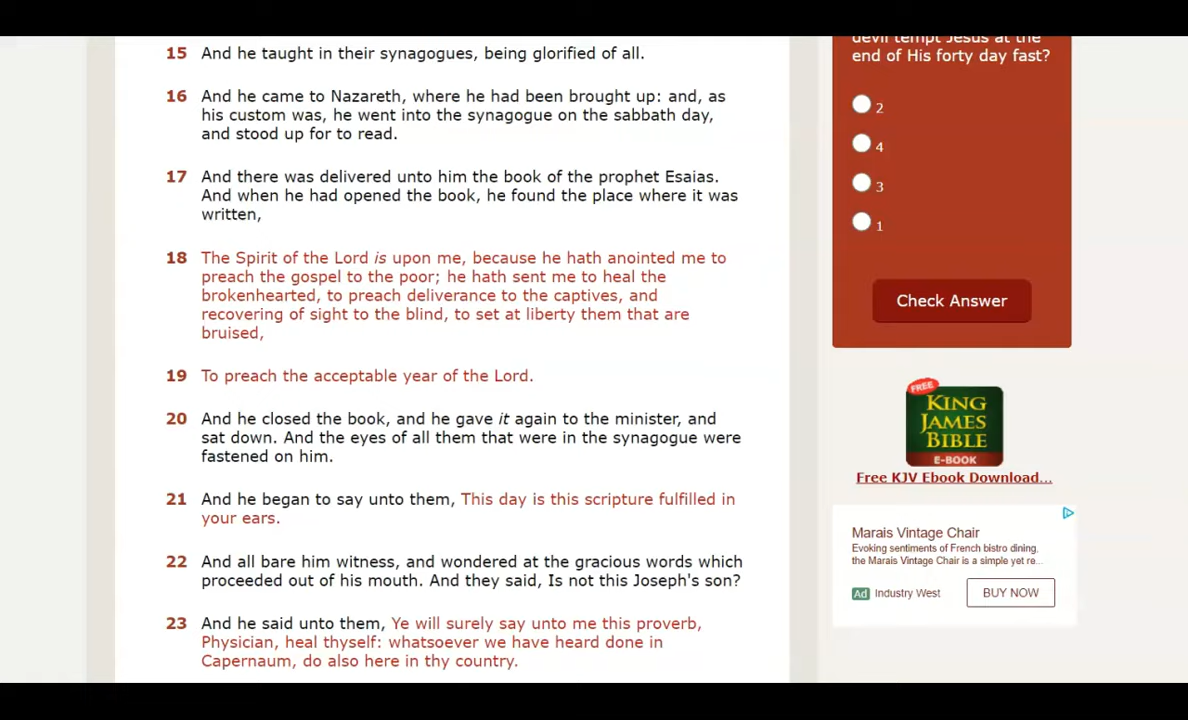 15 And he taught in their synagogues, being glorified of all.
16 And he came to Nazareth, where he had been brought up: and, as
his custom was, he went into the synagogue on the sabbath day,
and stood up for to read.
17 And there was delivered unto him the book of the prophet Esaias.
And when he had opened the book, he found the place where it was
written,
18 The Spirit of the Lord is upon me, because he hath anointed me to
preach the gospel to the poor; he hath sent me to heal the
brokenhearted, to preach deliverance to the captives, and
recovering of sight to the blind, to set at liberty them that are
bruised,
19 To preach the acceptable year of the Lord.
20 And he closed the book, and he gave it again to the minister, and
sat down. And the eyes of all them that were in the synagogue were
fastened on him.
21 And he began to say unto them, This day is this scripture fulfilled in
your ears.
22 And all bare him witness, and wondered at the gracious words which
proceeded out of his mouth. And they said, Is not this Joseph's son?
23 And he said unto them, Ye will surely say unto me this proverb,
Physician, heal thyself: whatsoever we have heard done in
Capernaum, do also here in thy country.
devil tempt Jesus at the
end of His forty day fast?
2
4
3
1
Check Answer
FREE
KING
JAMES
BIBLE
E-BOOK
Free KJV Ebook Download...
Marais Vintage Chair
Evoking sentiments of French bistro dining,
the Marais Vintage Chair is a simple yet re...
Ad Industry West
BUY NOW